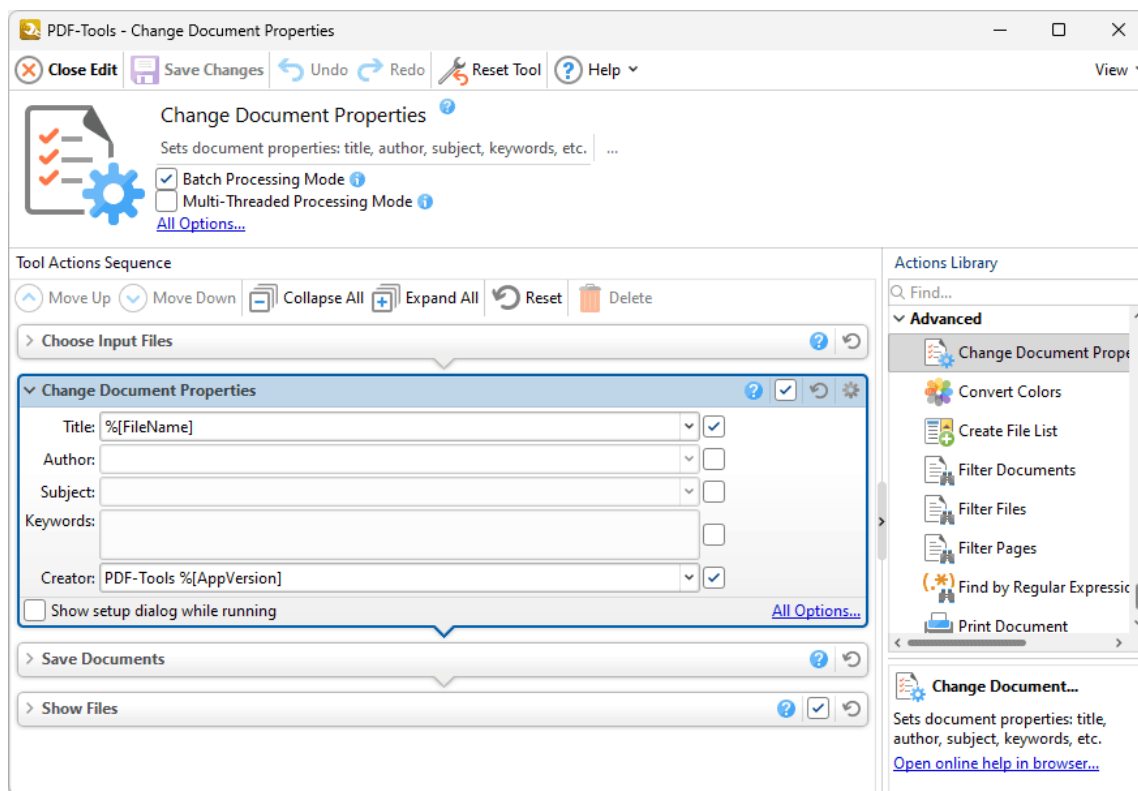 PDF-Tools - Change Document Properties
Close Edit Save Changes Undo Redo Reset Tool ? Help View
Change Document Properties ?
Sets document properties: title, author, subject, keywords, etc. ...
Batch Processing Mode i
Multi-Threaded Processing Mode i
All Options...
Tool Actions Sequence
Move Up Move Down Collapse All Expand All Reset Delete
Choose Input Files ?
Change Document Properties ?
Title: %[FileName]
Author:
Subject:
Keywords:
Creator: PDF-Tools %[AppVersion]
Show setup dialog while running All Options...
Save Documents ?
Show Files ?
Actions Library
Find...
Advanced
Change Document Prope
Convert Colors
Create File List
Filter Documents
Filter Files
Filter Pages
(.*) Find by Regular Expressic
Print Document
Change Document...
Sets document properties: title,
author, subject, keywords, etc.
Open online help in browser...